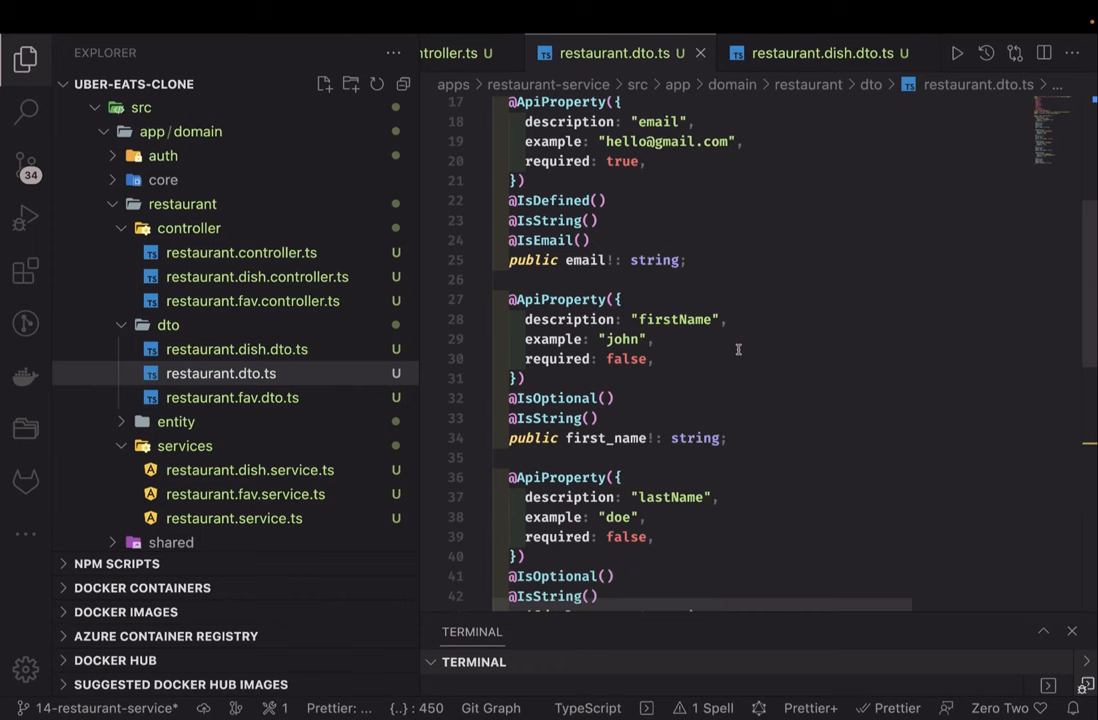 EXPLORER
UBER-EATS-CLONE
src
app / domain
auth
core
restaurant
controller
restaurant.controller.ts U
restaurant.dish.controller.ts U
restaurant.fav.controller.ts U
dto
restaurant.dish.dto.ts U
restaurant.dto.ts U
restaurant.fav.dto.ts U
entity
services
restaurant.dish.service.ts U
restaurant.fav.service.ts U
restaurant.service.ts U
shared
NPM SCRIPTS
DOCKER CONTAINERS
DOCKER IMAGES
AZURE CONTAINER REGISTRY
DOCKER HUB
SUGGESTED DOCKER HUB IMAGES
34
ntroller.ts U restaurant.dto.ts U restaurant.dish.dto.ts U
apps > restaurant-service > src > app > domain > restaurant > dto > restaurant.dto.ts > ...
17 @ApiProperty({
18 description: "email",
19 example: "hello@gmail.com",
20 required: true,
21 })
22 @IsDefined()
23 @IsString()
24 @IsEmail()
25 public email!: string;
26
27 @ApiProperty({
28 description: "firstName",
29 example: "john",
30 required: false,
31 })
32 @IsOptional()
33 @IsString()
34 public first_name!: string;
35
36 @ApiProperty({
37 description: "lastName",
38 example: "doe",
39 required: false,
40 })
41 @IsOptional()
42 @IsString()
TERMINAL
TERMINAL
14-restaurant-service* 1 Prettier: ... {..} : 450 Git Graph TypeScript 1 Spell Prettier+ Prettier Zero Two